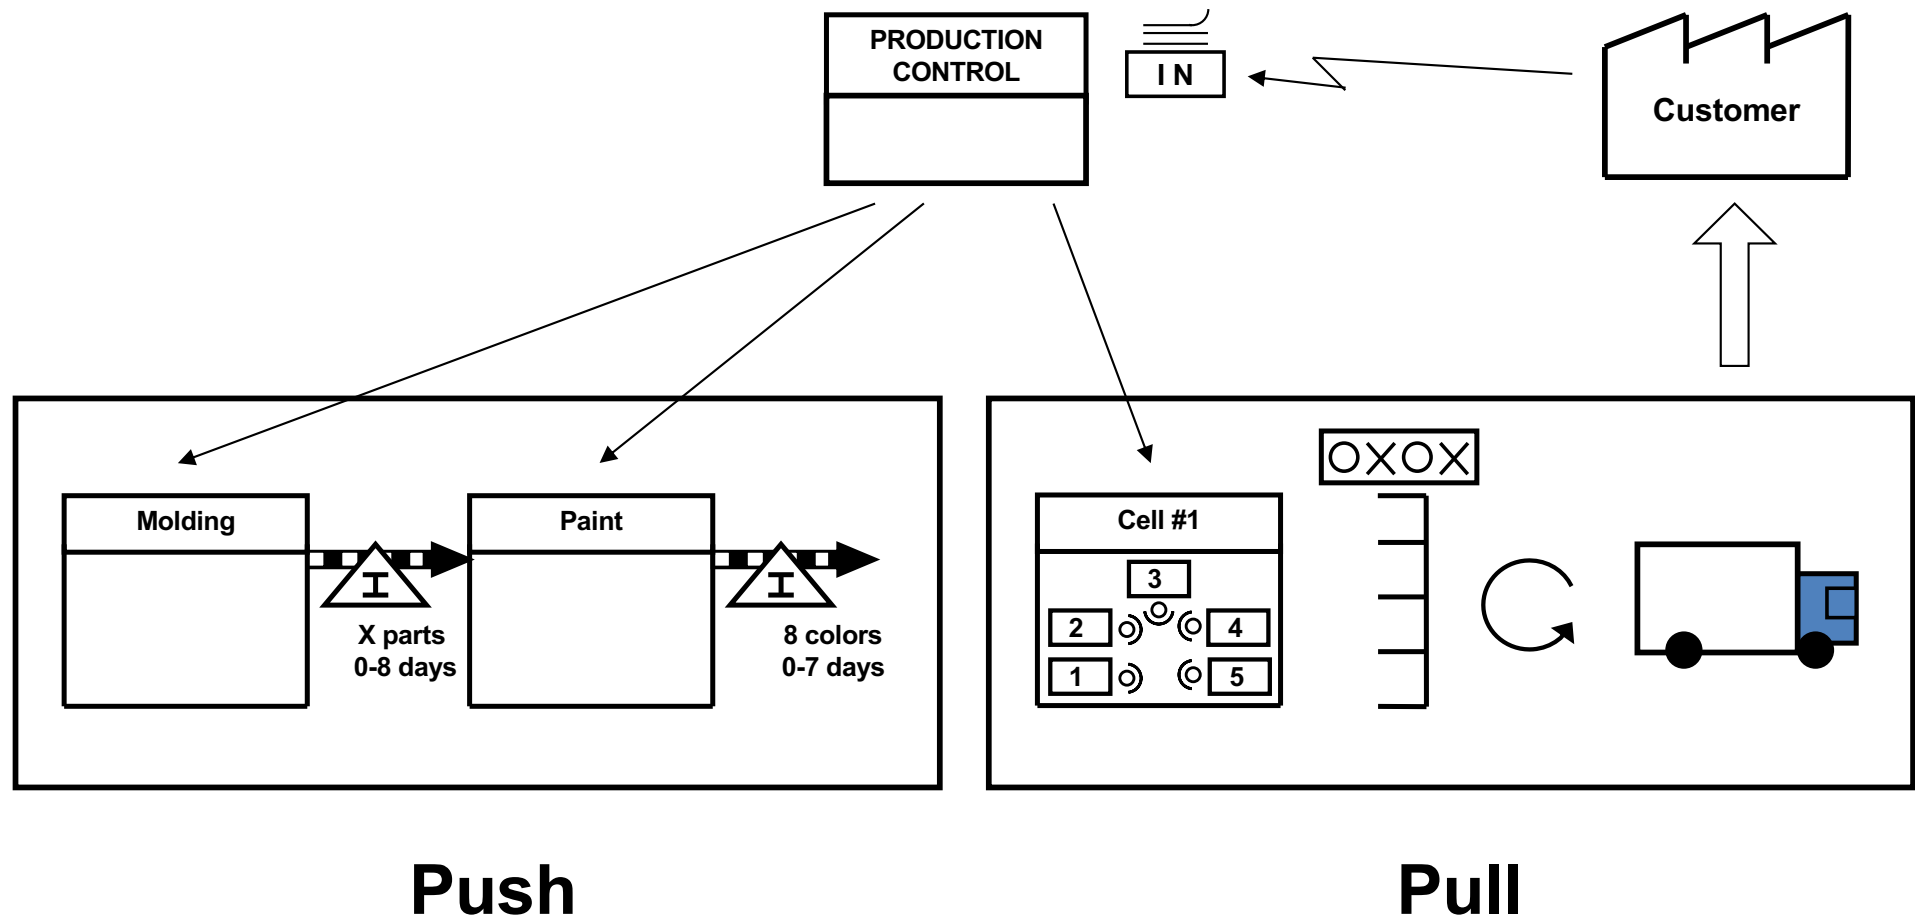 PRODUCTION
CONTROL
I N
Customer
Molding
Paint
X parts
0-8 days
8 colors
0-7 days
OXOX
Cell #1
3
2
4
1
5
Push
Pull